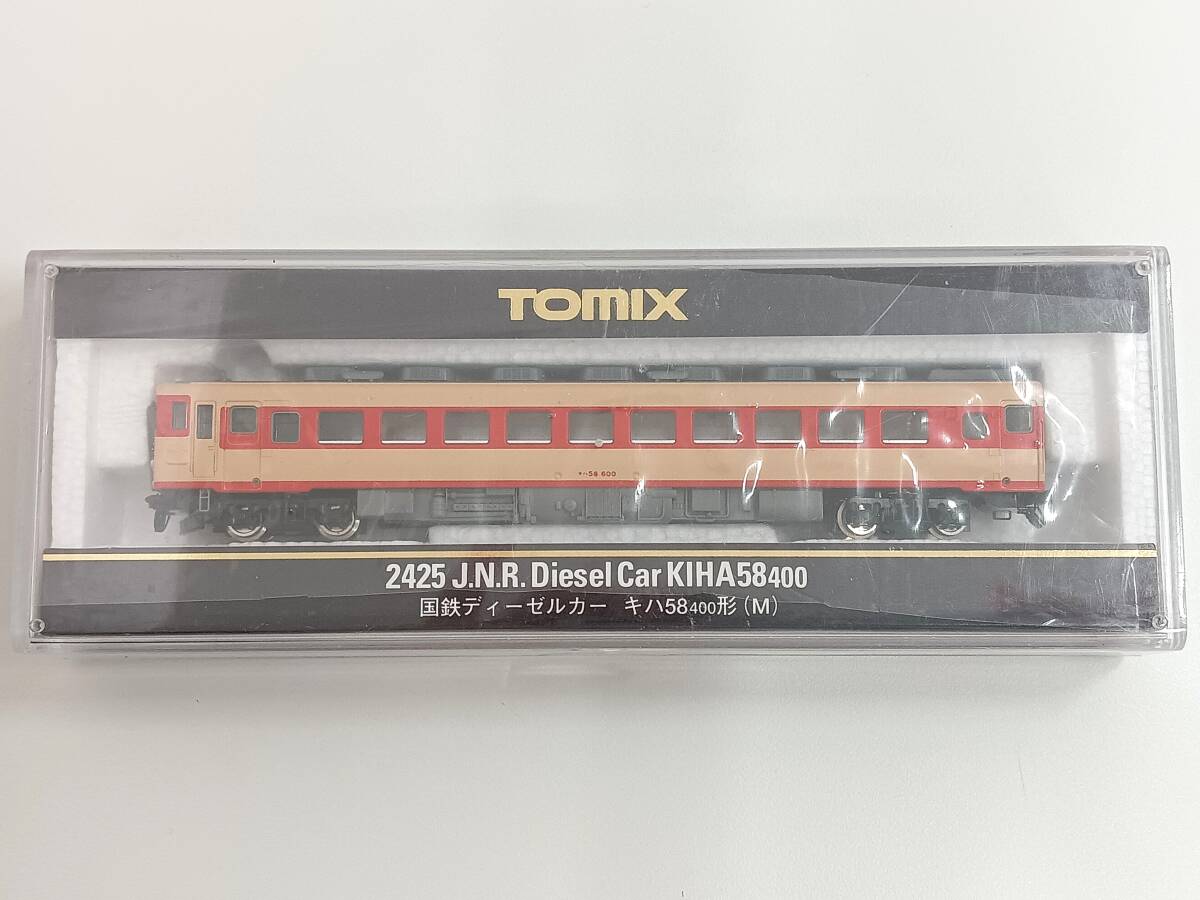 TOMIX
キハ58 600
2425 J.N.R. Diesel Car KIHA58400
国鉄ディーゼルカー キハ58400形(M)